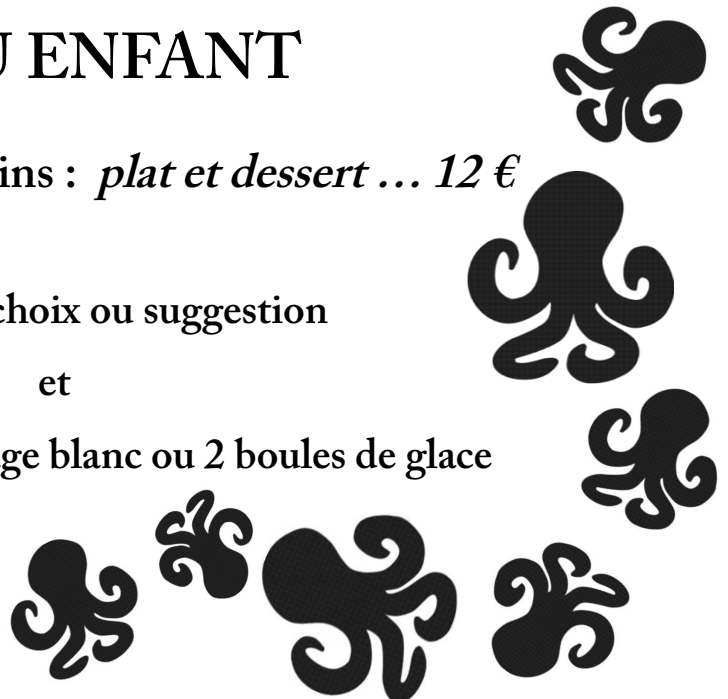 U ENFANT
ins : plat et dessert … 12 €
choix ou suggestion
et
ge blanc ou 2 boules de glace